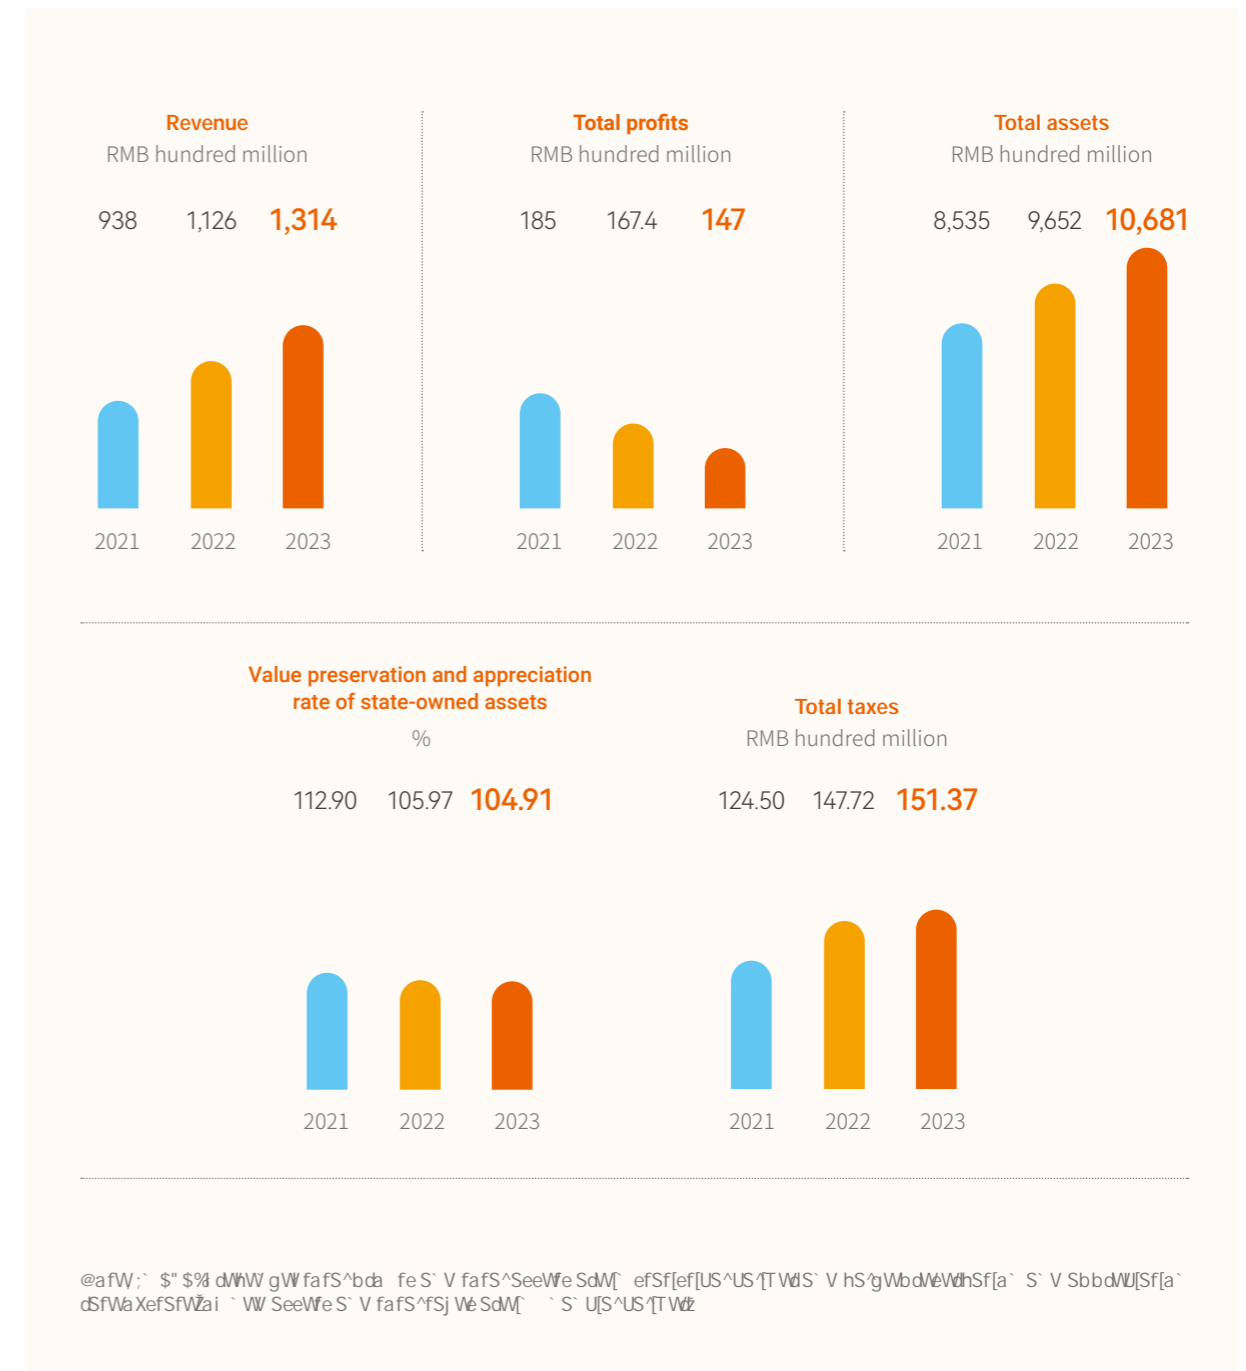 Revenue
RMB hundred million
938 1,126 1,314
2021 2022 2023
Total profits
RMB hundred million
185 167.4 147
2021 2022 2023
Total assets
RMB hundred million
8,535 9,652 10,681
2021 2022 2023
Value preservation and appreciation
rate of state-owned assets
%
112.90 105.97 104.91
2021 2022 2023
Total taxes
RMB hundred million
124.50 147.72 151.37
2021 2022 2023